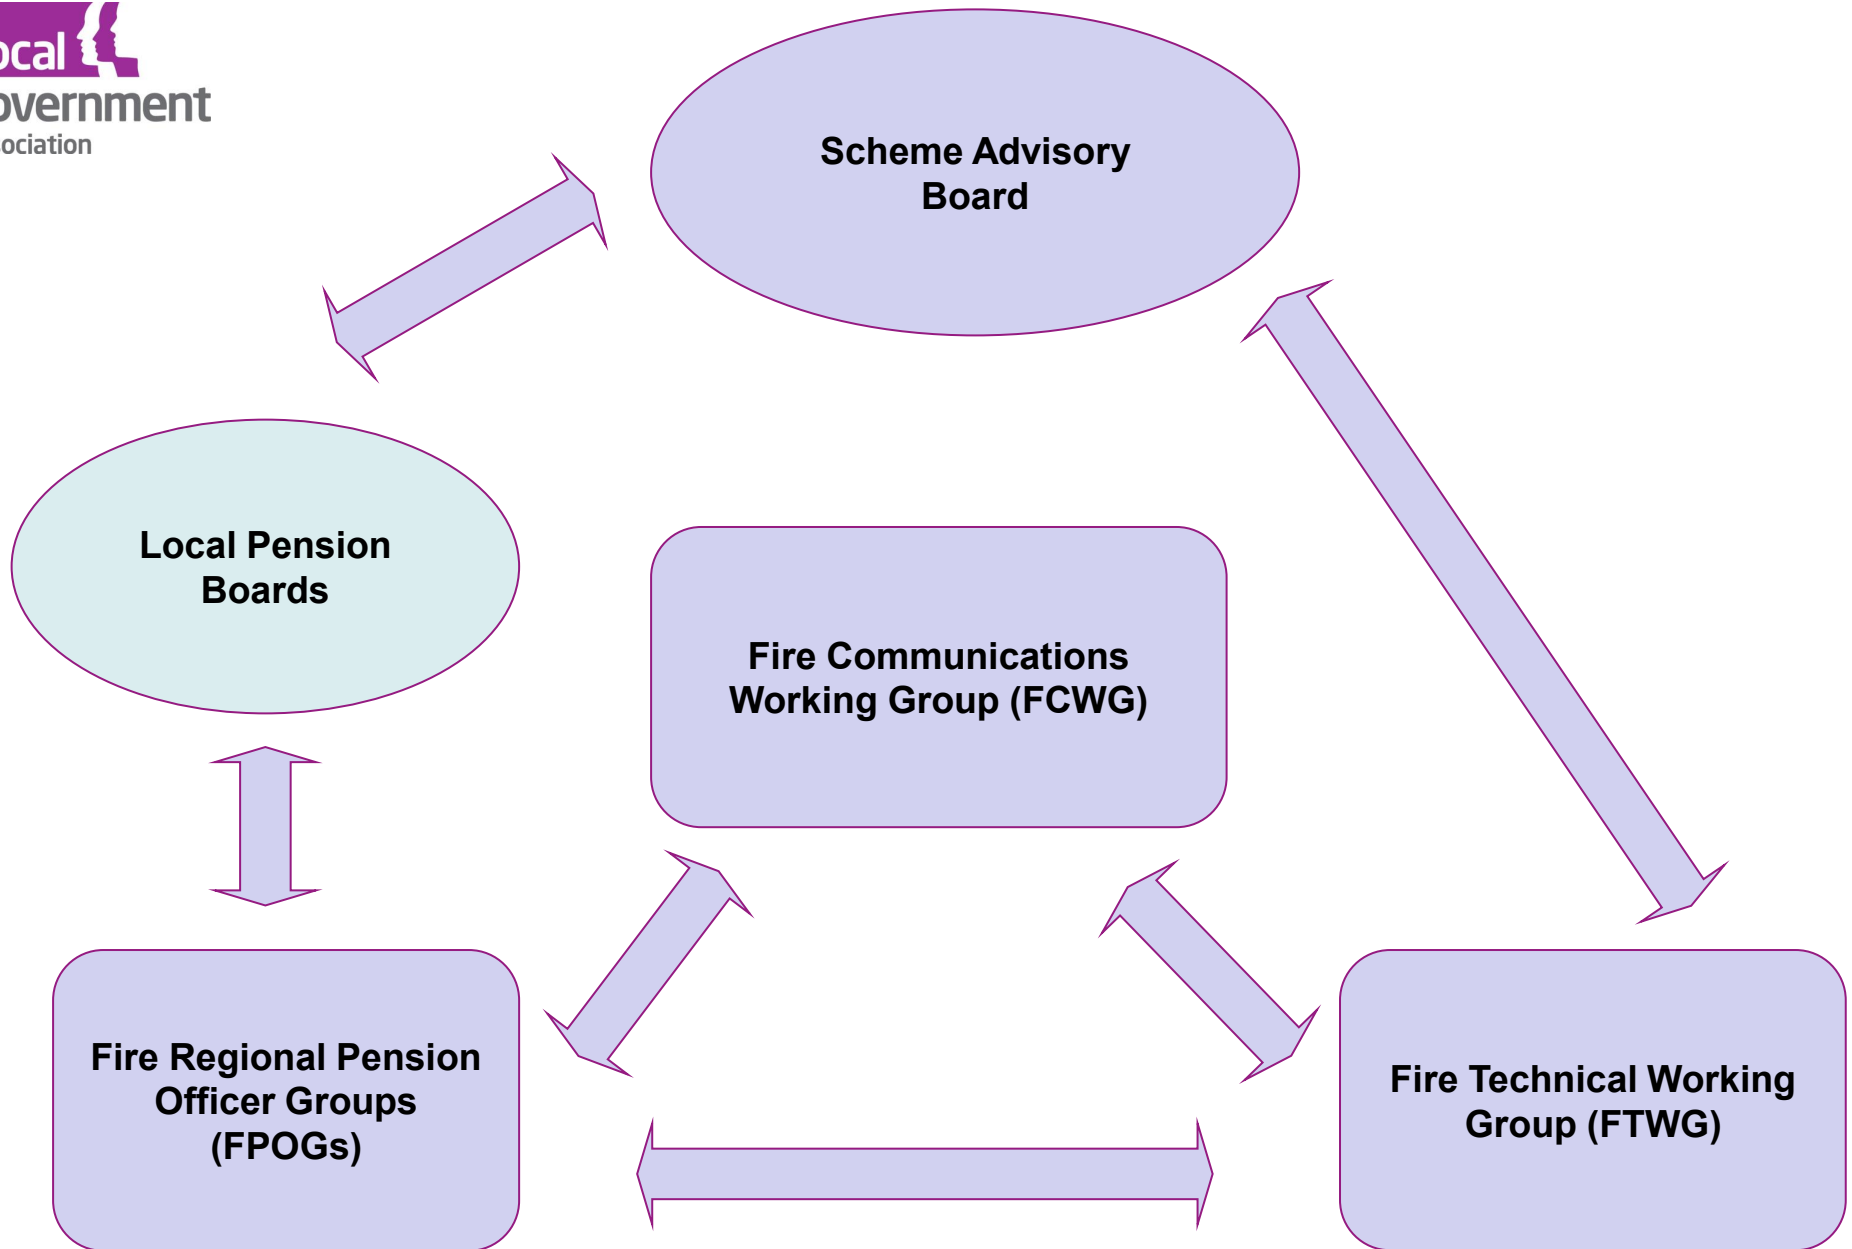 ocal
overnment
sociation
Scheme Advisory
Board
Local Pension
Boards
Fire Communications
Working Group (FCWG)
Fire Regional Pension
Officer Groups
(FPOGs)
Fire Technical Working
Group (FTWG)